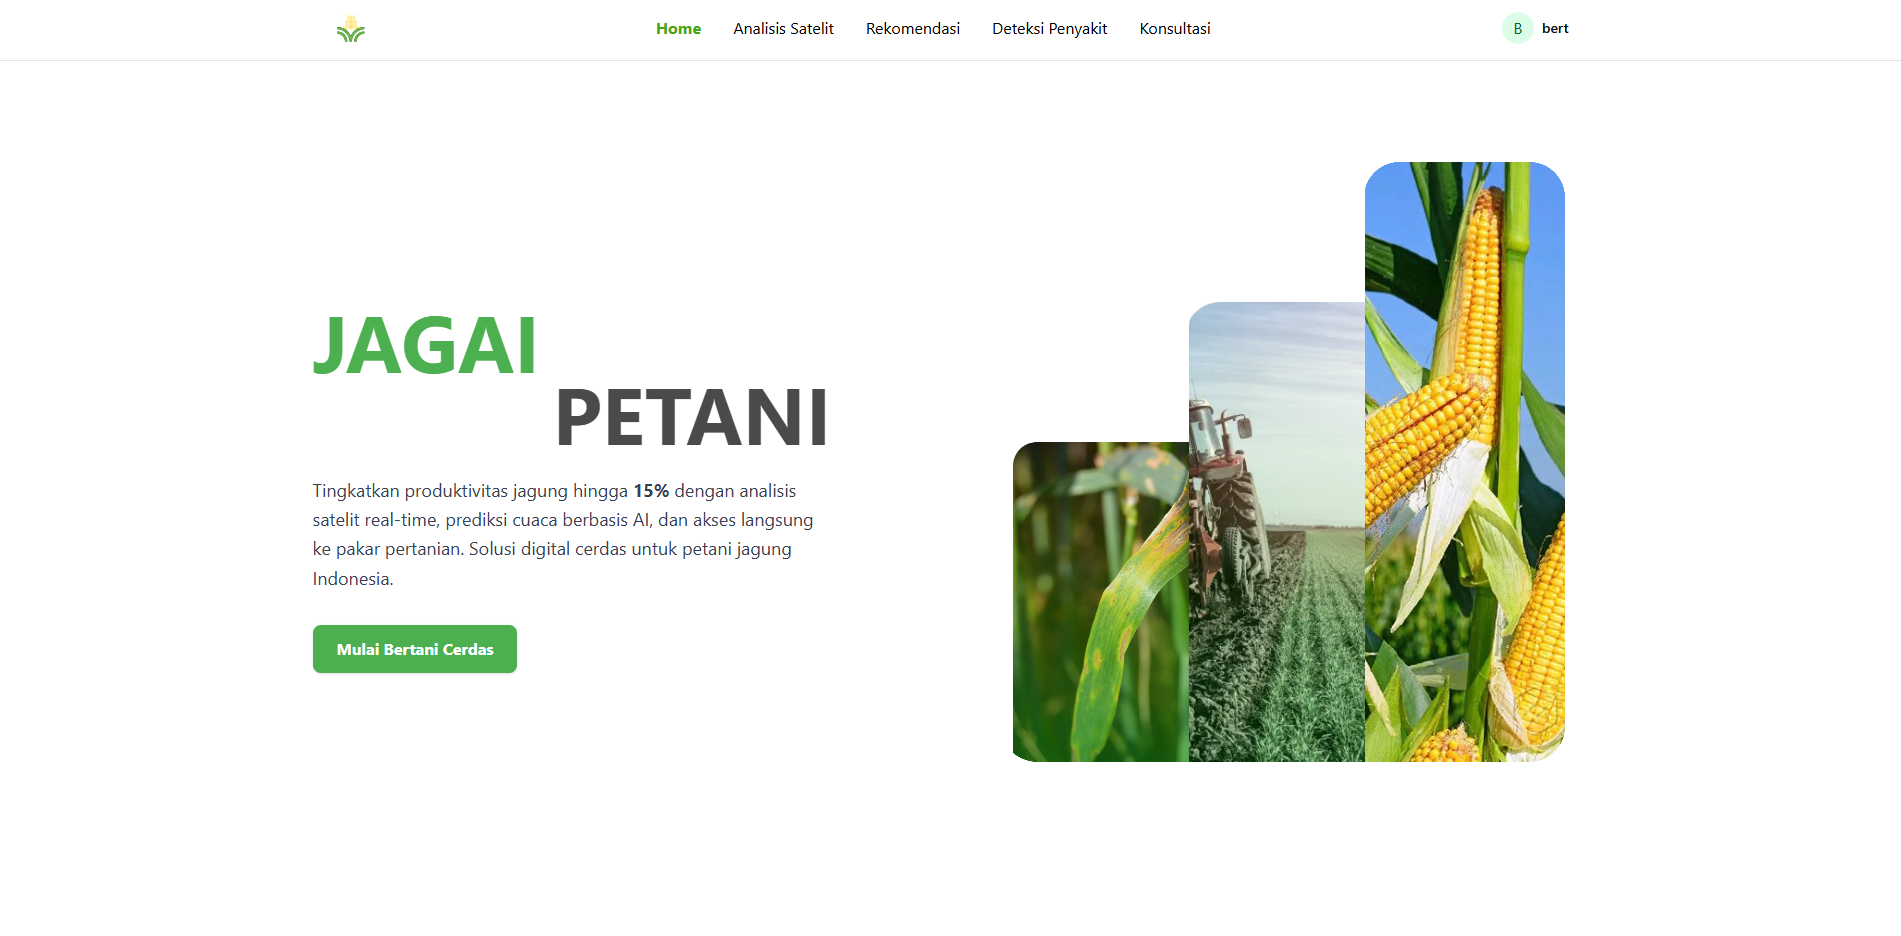 Home Analisis Satelit Rekomendasi Deteksi Penyakit Konsultasi B bert
JAGAI
PETANI
Tingkatkan produktivitas jagung hingga 15% dengan analisis
satelit real-time, prediksi cuaca berbasis AI, dan akses langsung
ke pakar pertanian. Solusi digital cerdas untuk petani jagung
Indonesia.
Mulai Bertani Cerdas